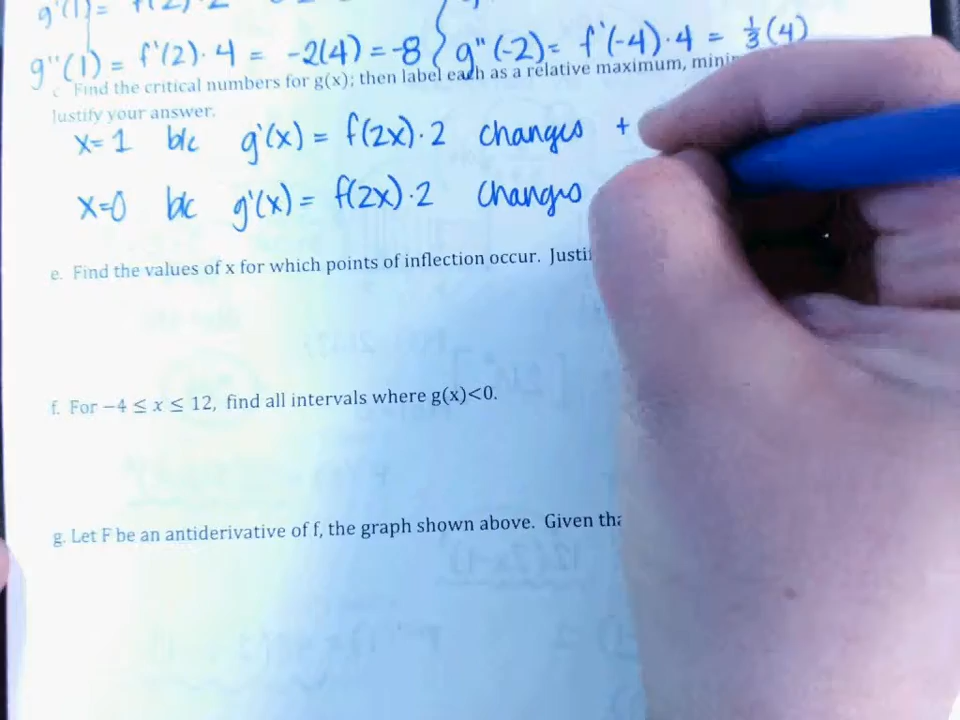 g'(1) = f(2)·2
g''(1) = f'(2)·4 = -2(4) = -8 } g''(-2) = f'(-4)·4 = 1/3(4)
c. Find the critical numbers for g(x); then label each as a relative maximum,
Justify your answer.
x=1 b/c g'(x) = f(2x)·2 changes +
x=0 b/c g'(x) = f(2x)·2 changes
e. Find the values of x for which points of inflection occur.
f. For −4 ≤ x ≤ 12, find all intervals where g(x)<0.
g. Let F be an antiderivative of f, the graph shown above. Given